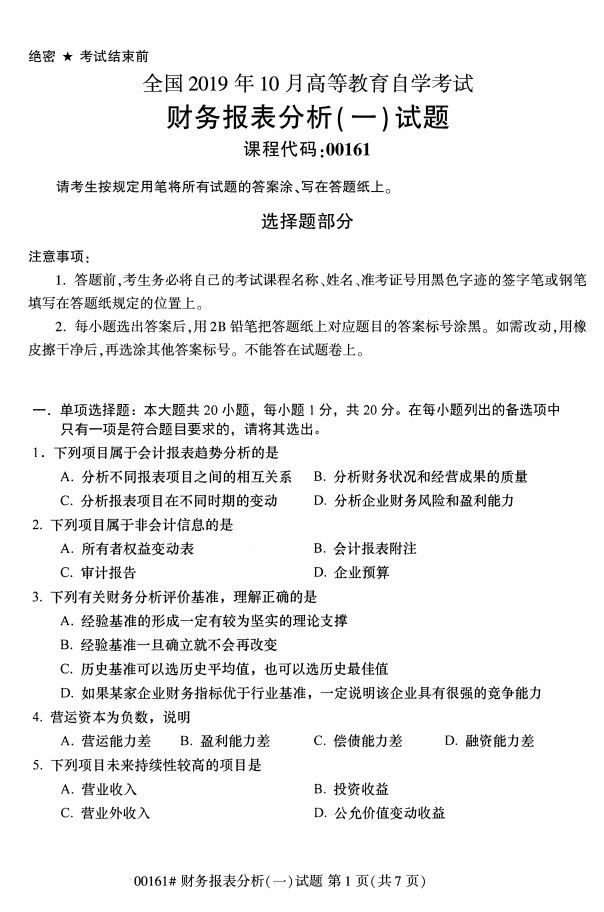 绝密 ★ 考试结束前
全国 2019 年 10 月高等教育自学考试
财务报表分析(一)试题
课程代码:00161
请考生按规定用笔将所有试题的答案涂、写在答题纸上。
选择题部分
注意事项:
1. 答题前,考生务必将自己的考试课程名称、姓名、准考证号用黑色字迹的签字笔或钢笔
填写在答题纸规定的位置上。
2. 每小题选出答案后,用 2B 铅笔把答题纸上对应题目的答案标号涂黑。如需改动,用橡
皮擦干净后,再选涂其他答案标号。不能答在试题卷上。
一. 单项选择题:本大题共 20 小题,每小题 1 分,共 20 分。在每小题列出的备选项中
只有一项是符合题目要求的,请将其选出。
1. 下列项目属于会计报表趋势分析的是
A. 分析不同报表项目之间的相互关系 B. 分析财务状况和经营成果的质量
C. 分析报表项目在不同时期的变动 D. 分析企业财务风险和盈利能力
2. 下列项目属于非会计信息的是
A. 所有者权益变动表 B. 会计报表附注
C. 审计报告 D. 企业预算
3. 下列有关财务分析评价基准,理解正确的是
A. 经验基准的形成一定有较为坚实的理论支撑
B. 经验基准一旦确立就不会再改变
C. 历史基准可以选历史平均值,也可以选历史最佳值
D. 如果某家企业财务指标优于行业基准,一定说明该企业具有很强的竞争能力
4. 营运资本为负数,说明
A. 营运能力差 B. 盈利能力差 C. 偿债能力差 D. 融资能力差
5. 下列项目未来持续性较高的项目是
A. 营业收入 B. 投资收益
C. 营业外收入 D. 公允价值变动收益
00161# 财务报表分析(一)试题 第 1 页(共 7 页)